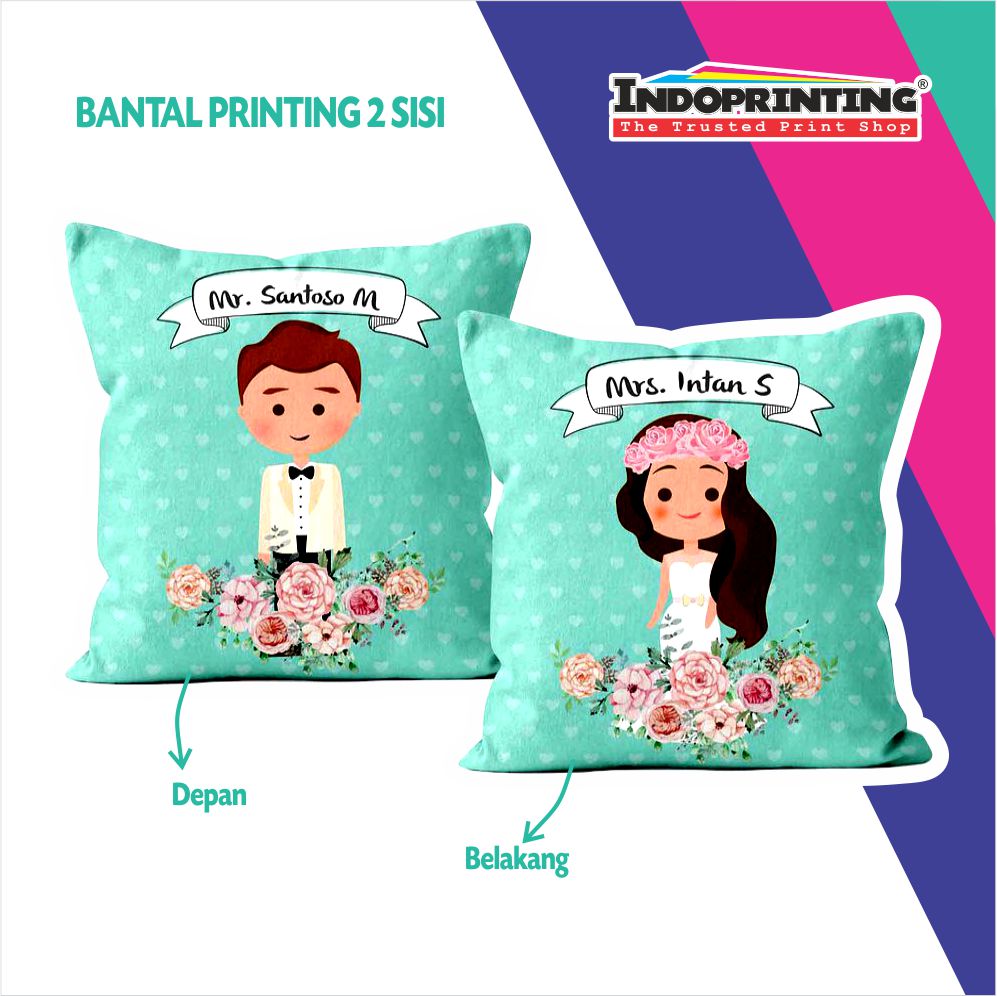 BANTAL PRINTING 2 SISI
INDOPRINTING®
The Trusted Print Shop
Mr. Santoso M
Mrs. Intan S
Depan
Belakang